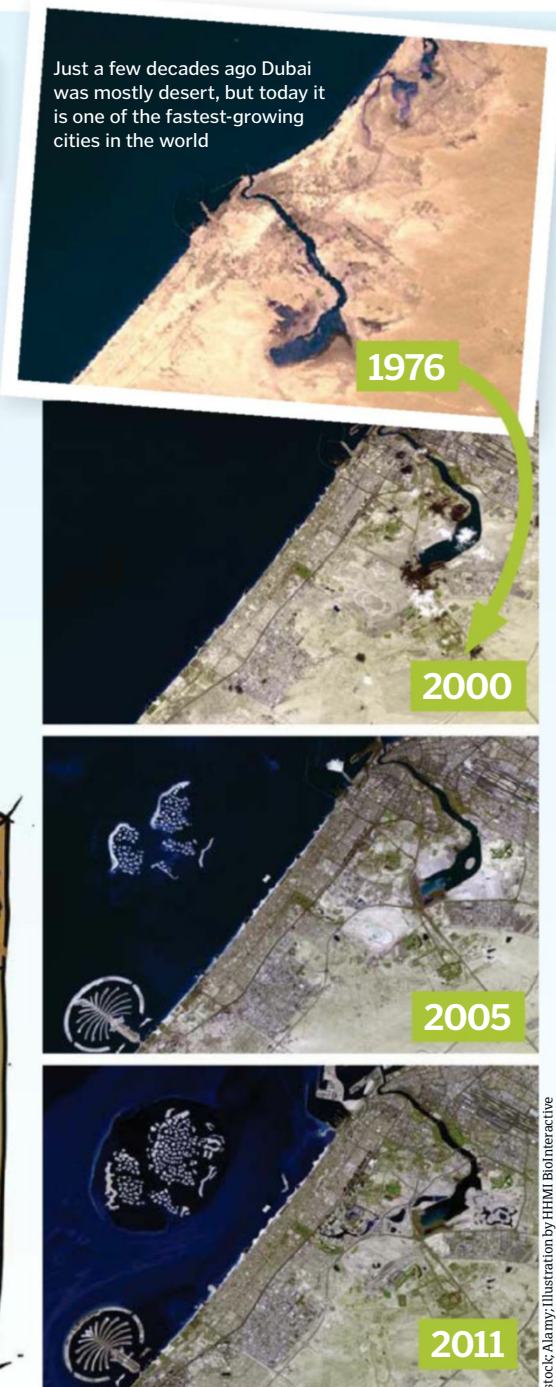 Just a few decades ago Dubai
was mostly desert, but today it
is one of the fastest-growing
cities in the world
1976
2000
2005
2011
Alamy; Illustration by HHMI BioInteractive